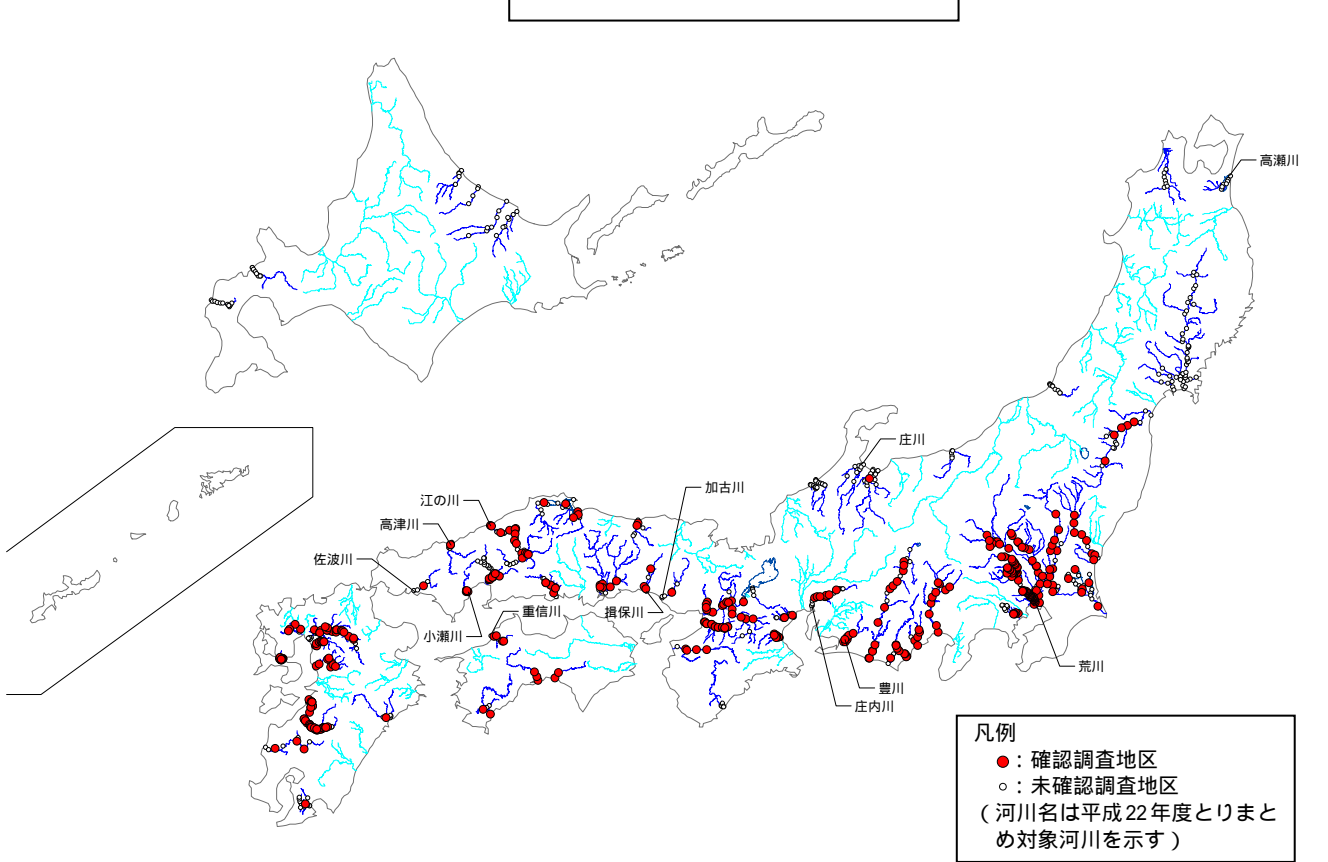 高瀬川
庄川
加古川
江の川
高津川
佐波川
重信川
揖保川
小瀬川
荒川
豊川
庄内川
凡例
●：確認調査地区
○：未確認調査地区
（河川名は平成22年度とりまと
め対象河川を示す）